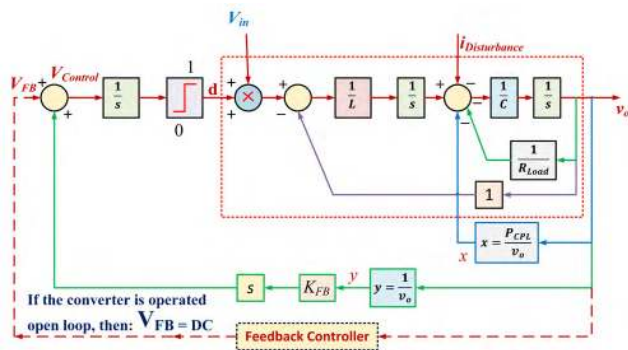 V_in
i_Disturbance
V_FB
V_Control
+
+
1/s
1
0
d
+
+
×
+
−
1/L
1/s
+
−
−
−
1/C
1/s
v_o
1/R_Load
1
x = P_CPL/v_o
x
s
K_FB
y
y = 1/v_o
If the converter is operated
open loop, then: V_FB = DC
Feedback Controller